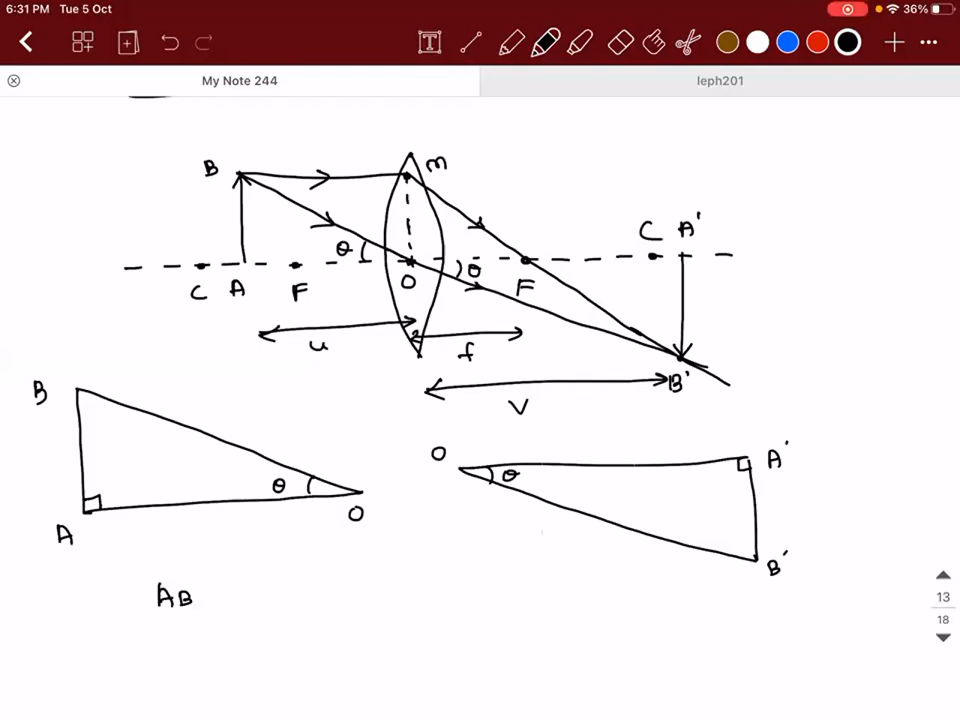 6:31 PM Tue 5 Oct
36%
T
My Note 244
leph201
B
m
θ
θ
C A'
C A F
O
F
u
f
B'
V
B
θ
O
A
O
θ
A'
B'
AB
13
18